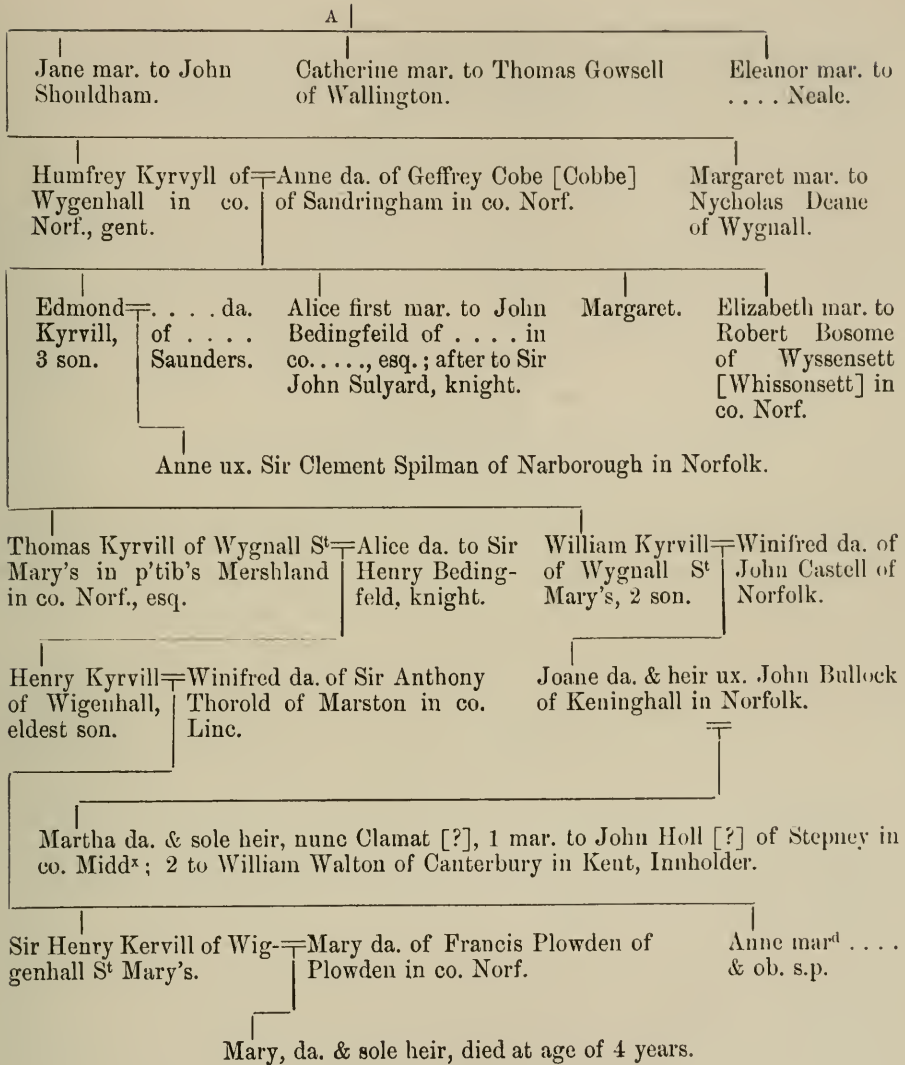 A
Jane mar. to John
Shouldham.
Catherine mar. to Thomas Gowsell
of Wallington.
Eleanor mar. to
. . . . Neale.
Humfrey Kyrvyll of
Wygenhall in co.
Norf., gent.
Anne da. of Geffrey Cobe [Cobbe]
of Sandringham in co. Norf.
Margaret mar. to
Nycholas Deane
of Wygnall.
Edmond
Kyrvill,
3 son.
. . . . da.
of . . . .
Saunders.
Alice first mar. to John
Bedingfeild of . . . . in
co. . . . ., esq.; after to Sir
John Sulyard, knight.
Margaret.
Elizabeth mar. to
Robert Bosome
of Wyssensett
[Whissonsett] in
co. Norf.
Anne ux. Sir Clement Spilman of Narborough in Norfolk.
Thomas Kyrvill of Wygnall Sᵗ
Mary's in p'tib's Mershland
in co. Norf., esq.
Alice da. to Sir
Henry Beding-
feld, knight.
William Kyrvill
of Wygnall Sᵗ
Mary's, 2 son.
Winifred da. of
John Castell of
Norfolk.
Henry Kyrvill
of Wigenhall,
eldest son.
Winifred da. of Sir Anthony
Thorold of Marston in co.
Linc.
Joane da. & heir ux. John Bullock
of Keninghall in Norfolk.
Martha da. & sole heir, nunc Clamat [?], 1 mar. to John Holl [?] of Stepney in
co. Middˣ; 2 to William Walton of Canterbury in Kent, Innholder.
Sir Henry Kervill of Wig-
genhall Sᵗ Mary's.
Mary da. of Francis Plowden of
Plowden in co. Norf.
Anne marᵈ . . . .
& ob. s.p.
Mary, da. & sole heir, died at age of 4 years.